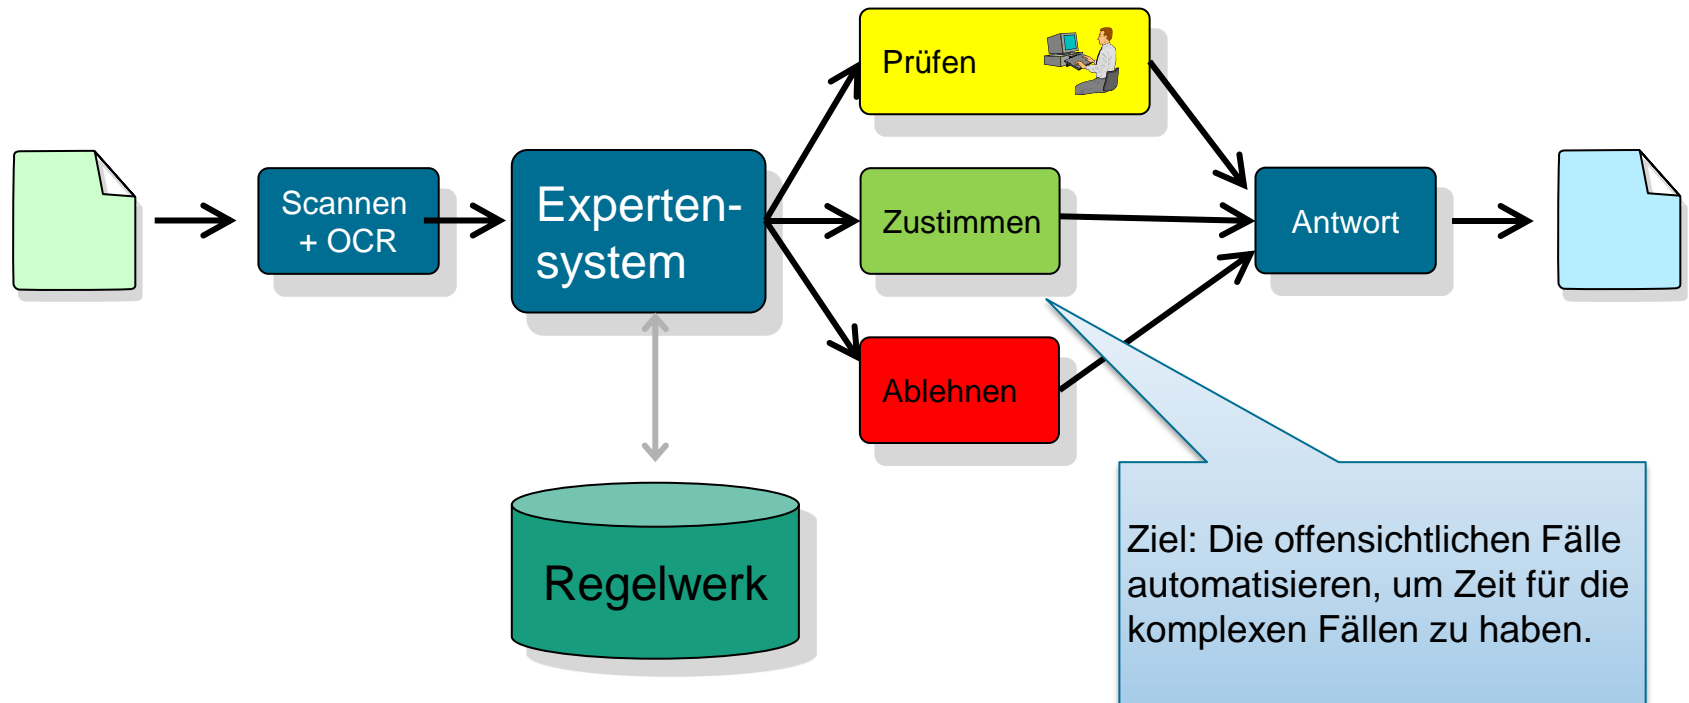 Prüfen
Scannen
+ OCR
Experten-
system
Zustimmen
Antwort
Ablehnen
Regelwerk
Ziel: Die offensichtlichen Fälle
automatisieren, um Zeit für die
komplexen Fällen zu haben.